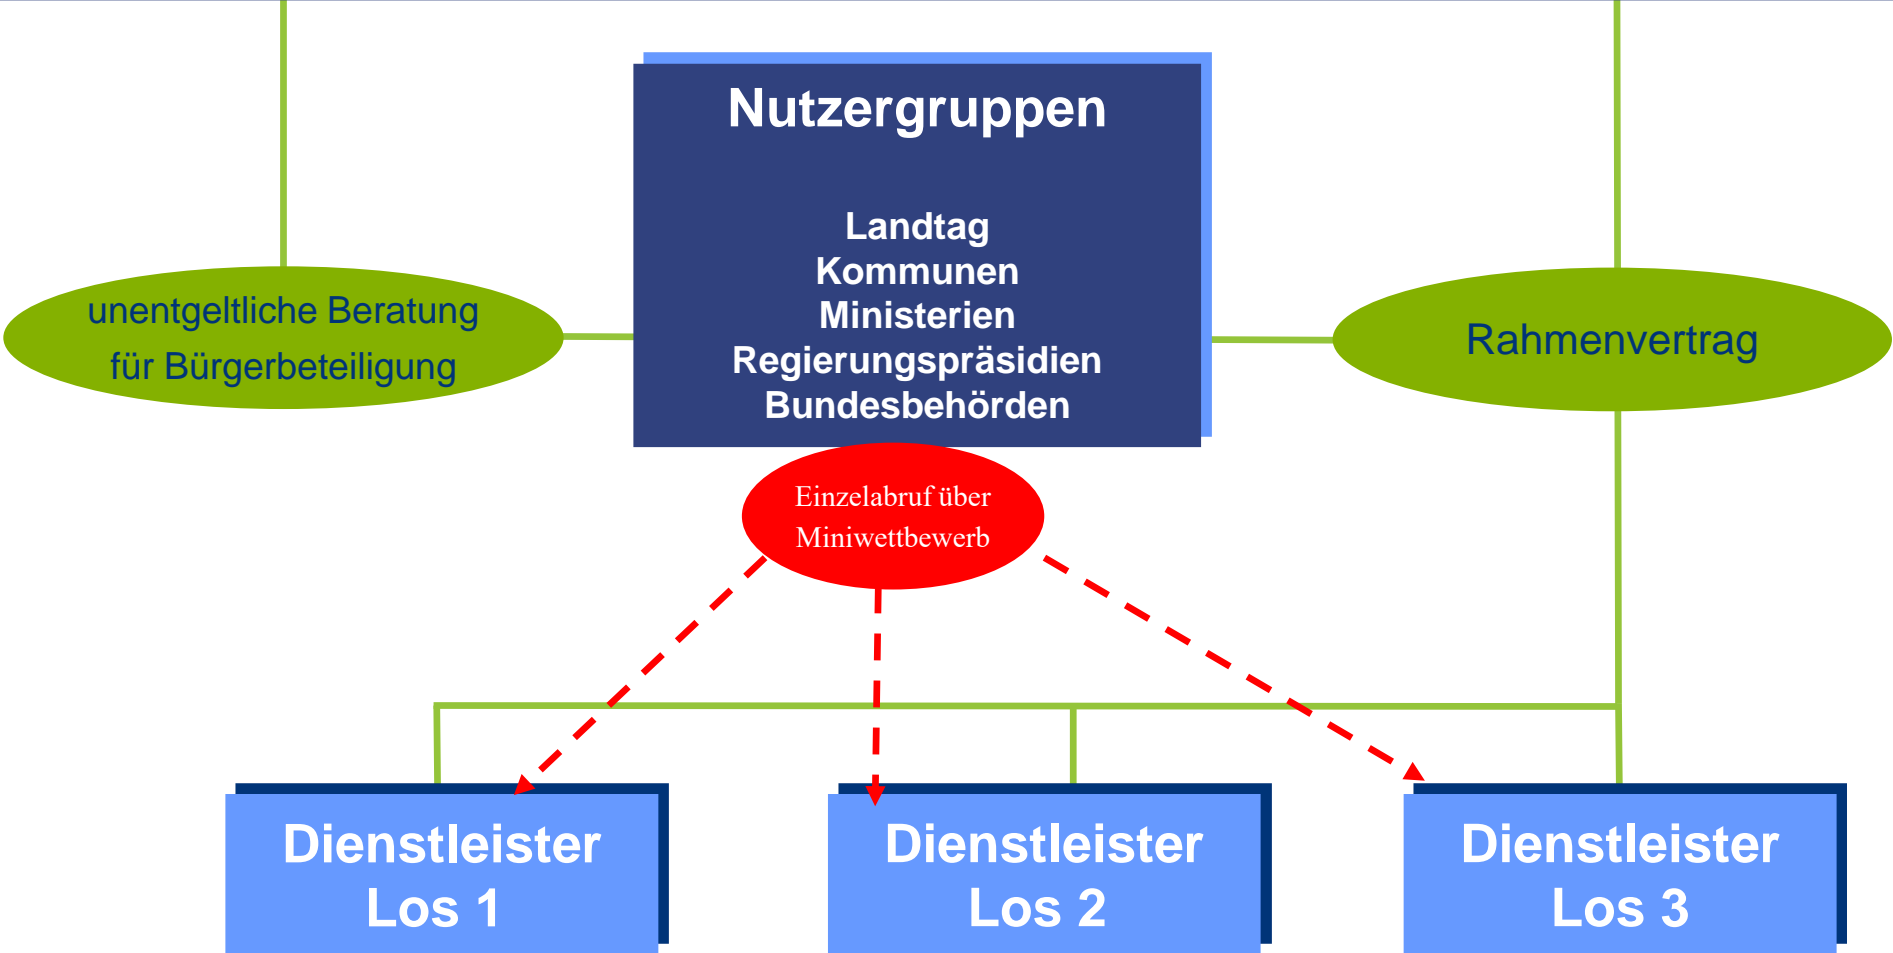 Nutzergruppen
Landtag
Kommunen
Ministerien
Regierungspräsidien
Bundesbehörden
unentgeltliche Beratung
für Bürgerbeteiligung
Rahmenvertrag
Einzelabruf über
Miniwettbewerb
Dienstleister
Los 1
Dienstleister
Los 2
Dienstleister
Los 3